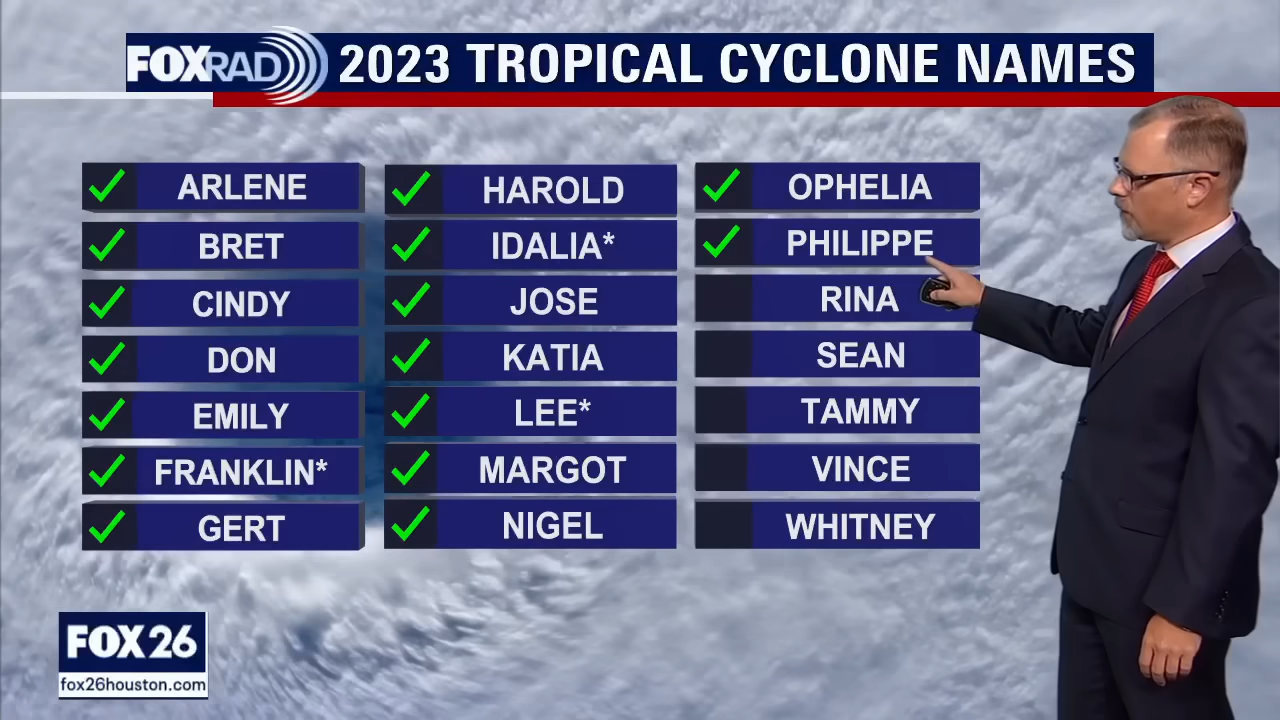 FOXRAD 2023 TROPICAL CYCLONE NAMES
ARLENE
BRET
CINDY
DON
EMILY
FRANKLIN*
GERT
HAROLD
IDALIA*
JOSE
KATIA
LEE*
MARGOT
NIGEL
OPHELIA
PHILIPPE
RINA
SEAN
TAMMY
VINCE
WHITNEY
FOX 26
fox26houston.com